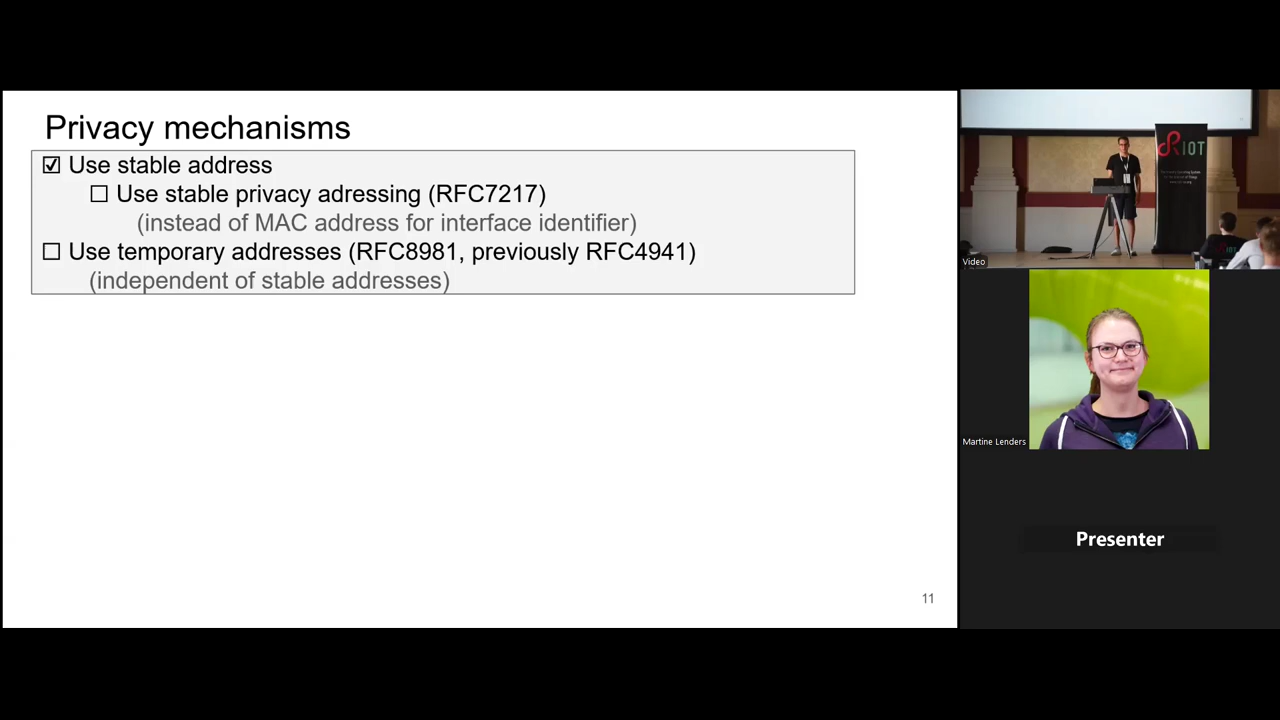 Privacy mechanisms
☑ Use stable address
☐ Use stable privacy adressing (RFC7217)
(instead of MAC address for interface identifier)
☐ Use temporary addresses (RFC8981, previously RFC4941)
(independent of stable addresses)
11
RIOT
Video
Martine Lenders
Presenter